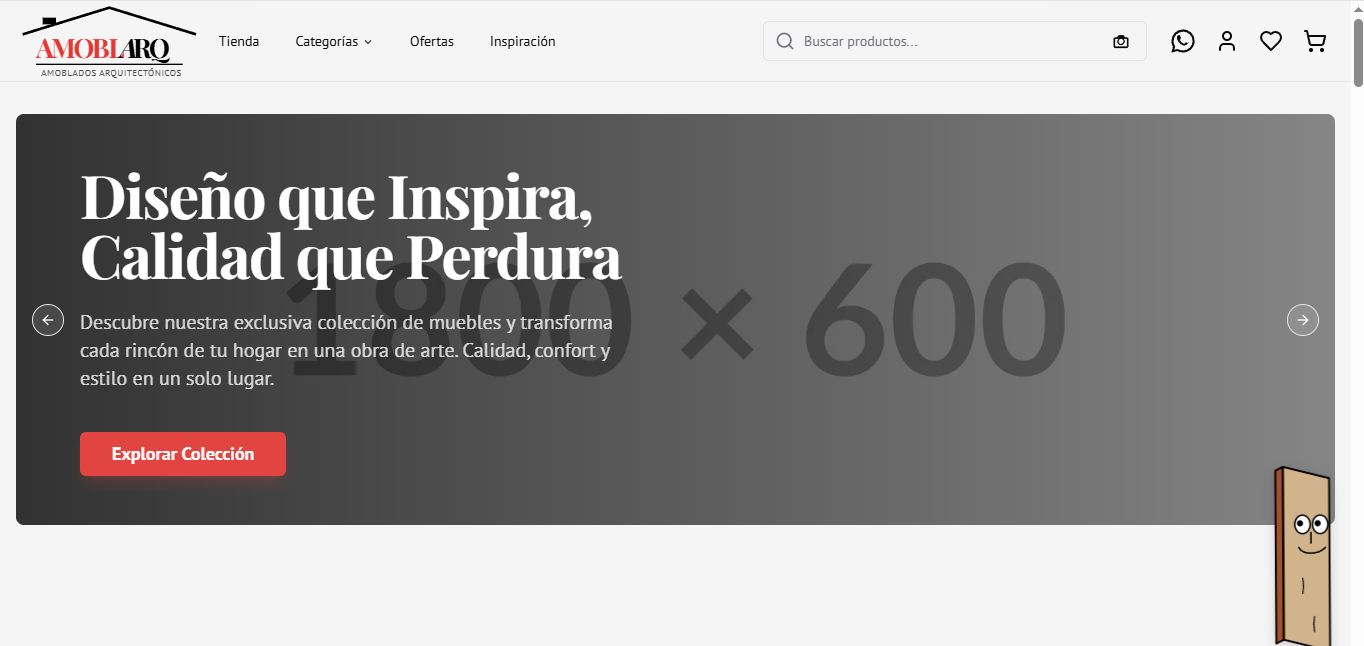 AMOBLARQ
AMOBLADOS ARQUITECTÓNICOS
Tienda
Categorías
Ofertas
Inspiración
Buscar productos...
Diseño que Inspira,
Calidad que Perdura
1800 × 600
Descubre nuestra exclusiva colección de muebles y transforma
cada rincón de tu hogar en una obra de arte. Calidad, confort y
estilo en un solo lugar.
Explorar Colección